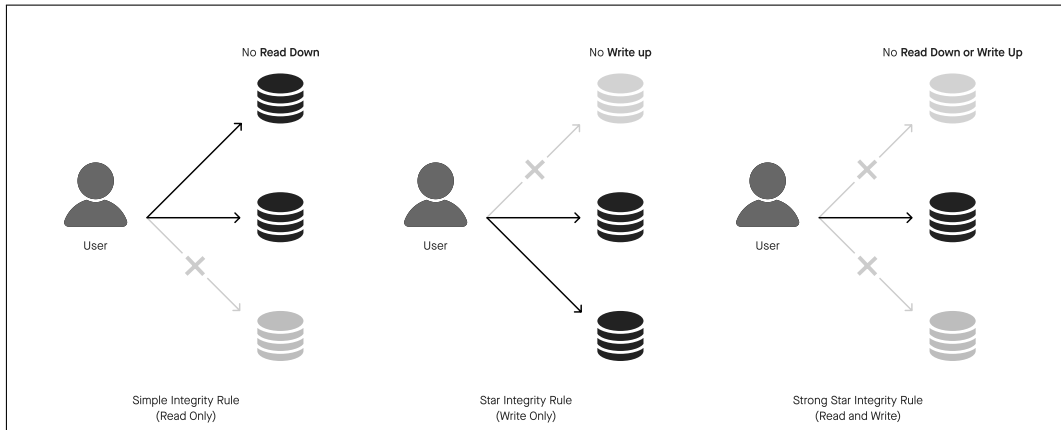 No Read Down
No Write up
No Read Down or Write Up
User
User
User
Simple Integrity Rule
(Read Only)
Star Integrity Rule
(Write Only)
Strong Star Integrity Rule
(Read and Write)